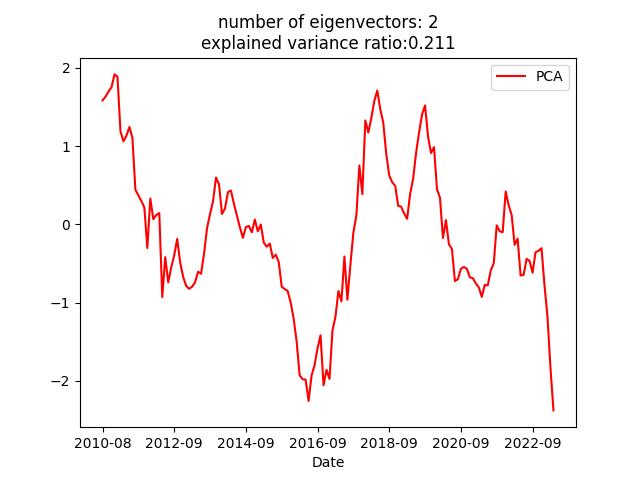 number of eigenvectors: 2
explained variance ratio:0.211
PCA
2
1
0
−1
−2
2010-08 2012-09 2014-09 2016-09 2018-09 2020-09 2022-09
Date